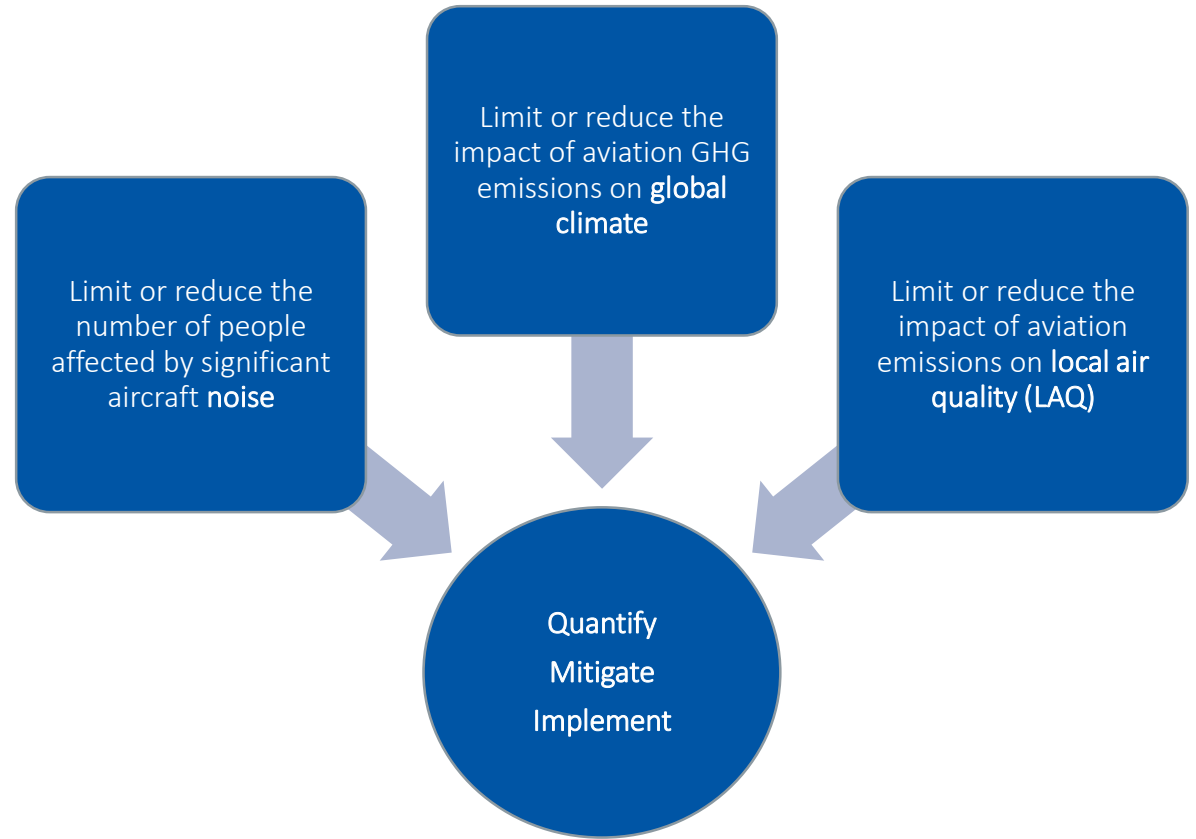 Limit or reduce the
impact of aviation GHG
emissions on global
climate
Limit or reduce the
number of people
affected by significant
aircraft noise
Limit or reduce the
impact of aviation
emissions on local air
quality (LAQ)
Quantify
Mitigate
Implement